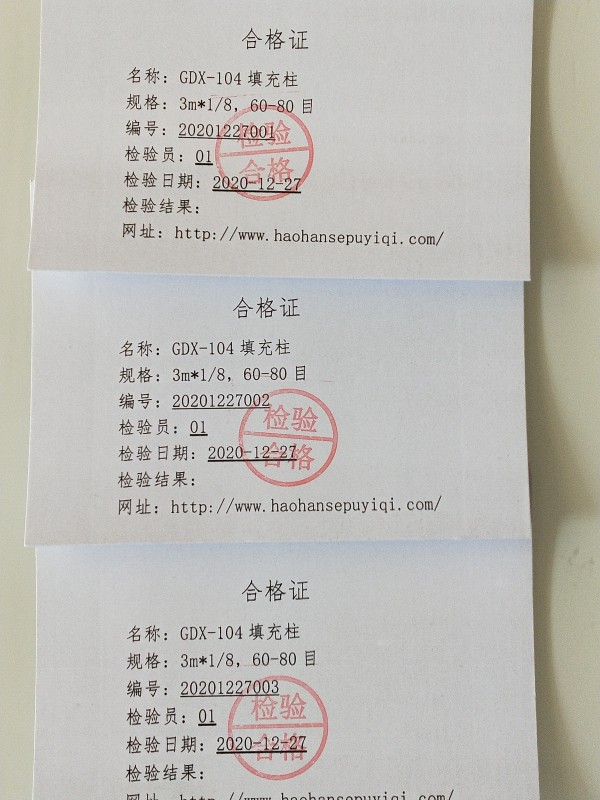 合格证
名称：GDX-104 填充柱
规格：3m*1/8，60-80 目
编号：20201227001
检验员：01
检验日期：2020-12-27
检验结果：
网址：http://www.haohansepuyiqi.com/
检验
合格
合格证
名称：GDX-104 填充柱
规格：3m*1/8，60-80 目
编号：20201227002
检验员：01
检验日期：2020-12-27
检验结果：
网址：http://www.haohansepuyiqi.com/
检验
合格
合格证
名称：GDX-104 填充柱
规格：3m*1/8，60-80 目
编号：20201227003
检验员：01
检验日期：2020-12-27
检验结果：
网址：http://www.haohansepuyiqi.com/
检验
合格